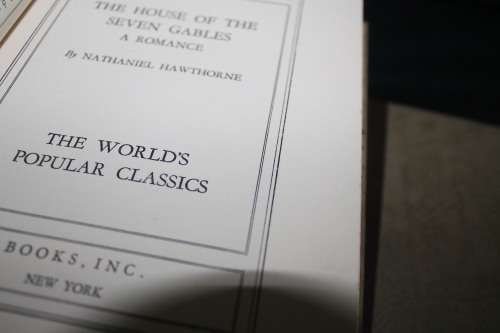 THE HOUSE OF THE
SEVEN GABLES
A ROMANCE
By NATHANIEL HAWTHORNE
THE WORLD'S
POPULAR CLASSICS
BOOKS, INC.
NEW YORK